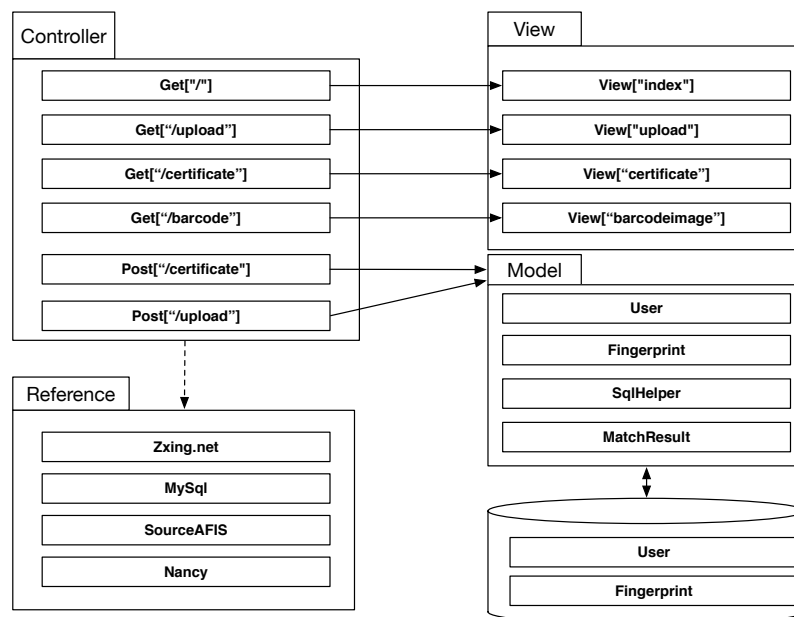 Controller
Get["/"]
Get[“/upload”]
Get[“/certificate”]
Get[“/barcode”]
Post[“/certificate"]
Post[“/upload”]
View
View["index"]
View["upload"]
View[“certificate”]
View[“barcodeimage”]
Model
User
Fingerprint
SqlHelper
MatchResult
Reference
Zxing.net
MySql
SourceAFIS
Nancy
User
Fingerprint